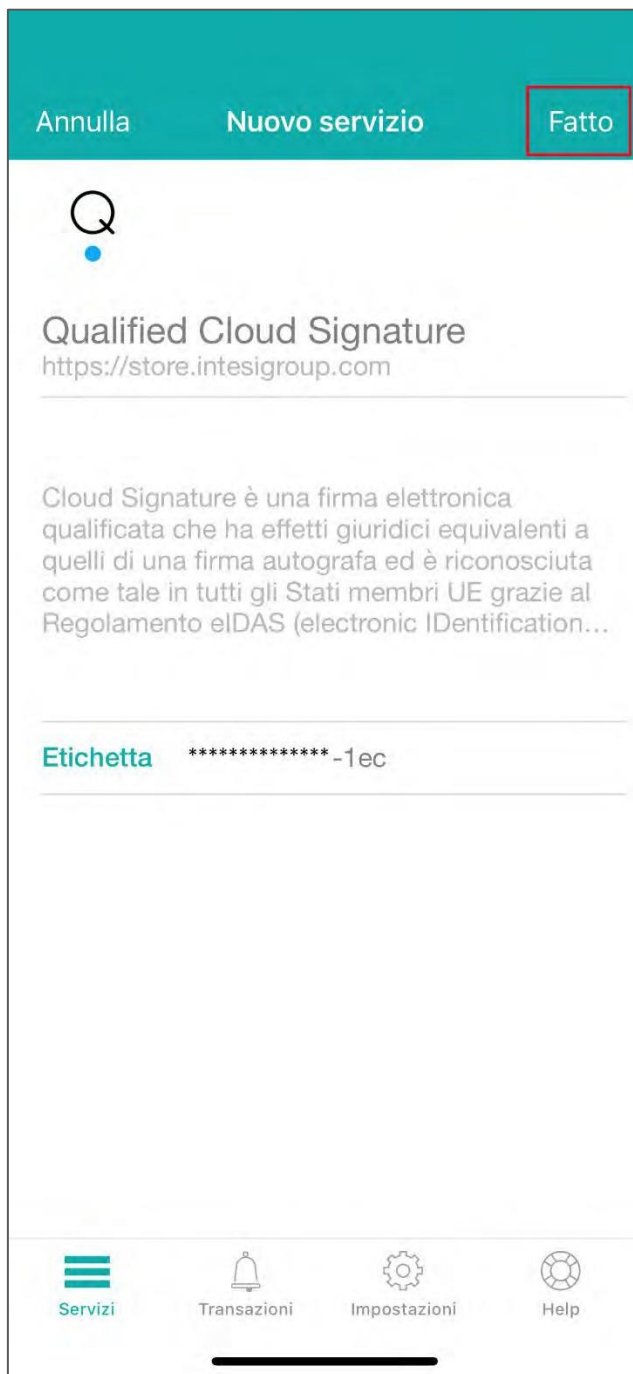 Annulla Nuovo servizio Fatto
Qualified Cloud Signature
https://store.intesigroup.com
Cloud Signature è una firma elettronica
qualificata che ha effetti giuridici equivalenti a
quelli di una firma autografa ed è riconosciuta
come tale in tutti gli Stati membri UE grazie al
Regolamento eIDAS (electronic IDentification...
Etichetta **************-1ec
Servizi Transazioni Impostazioni Help